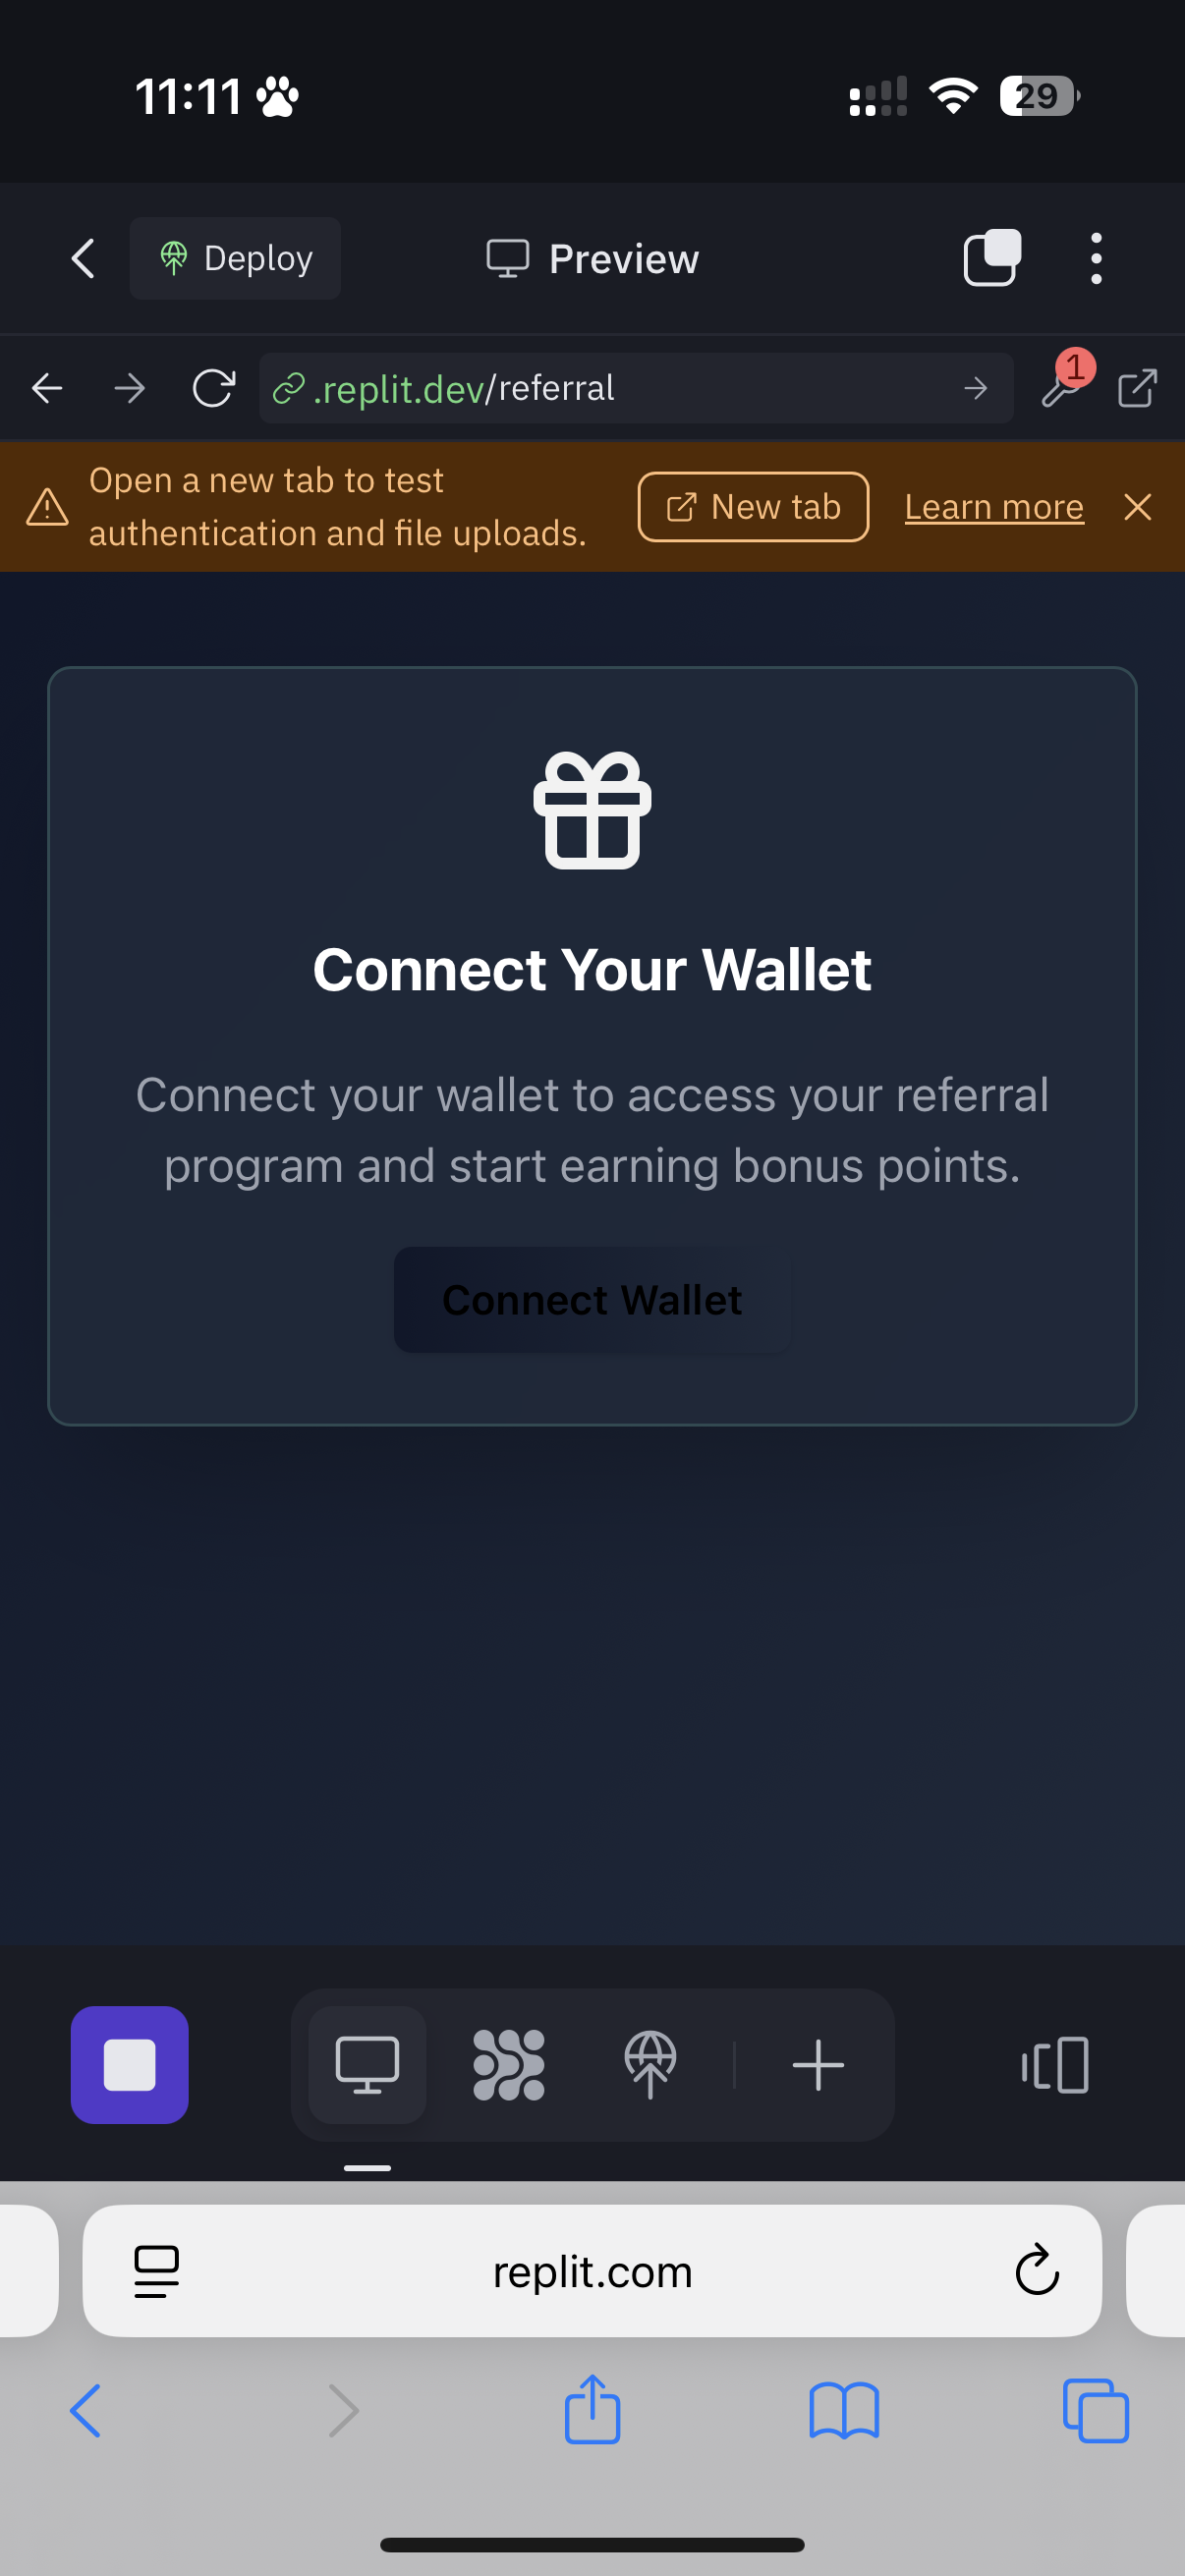 11:11
29
Deploy
Preview
.replit.dev/referral
1
Open a new tab to test
authentication and file uploads.
New tab
Learn more
Connect Your Wallet
Connect your wallet to access your referral
program and start earning bonus points.
Connect Wallet
replit.com